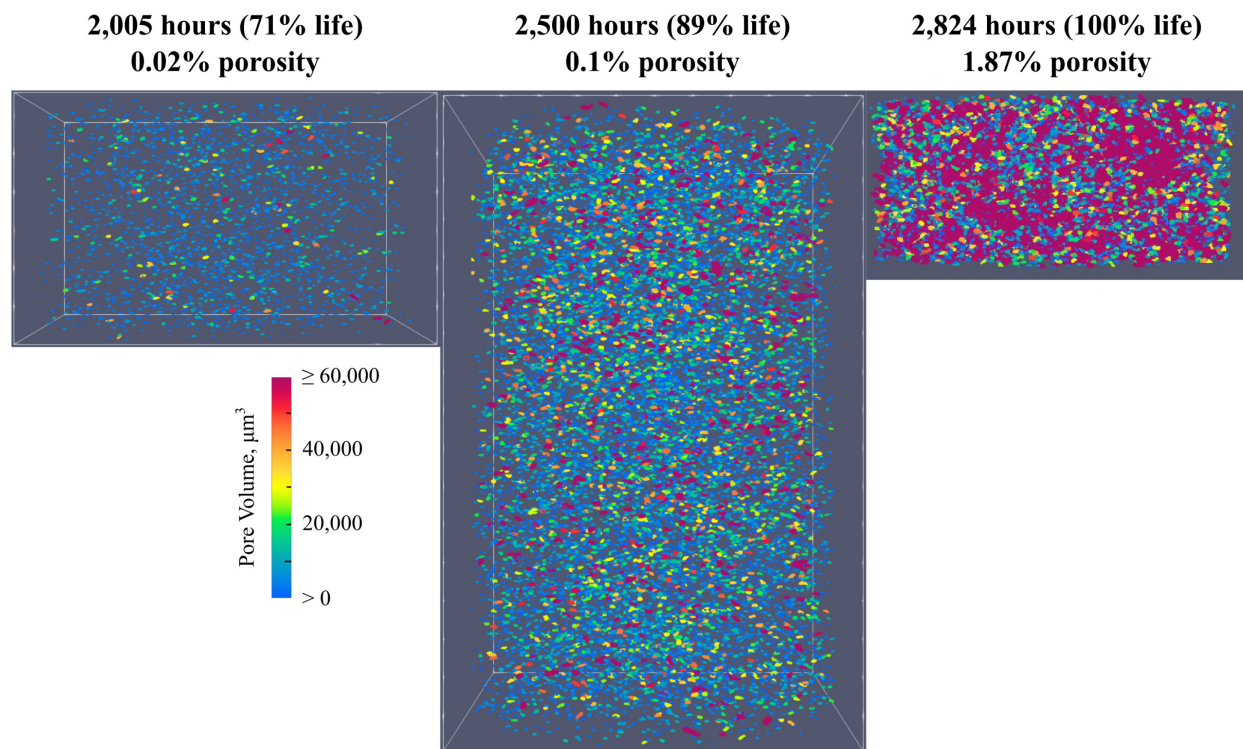 2,005 hours (71% life)
0.02% porosity
2,500 hours (89% life)
0.1% porosity
2,824 hours (100% life)
1.87% porosity
≥ 60,000
40,000
20,000
> 0
Pore Volume, μm³